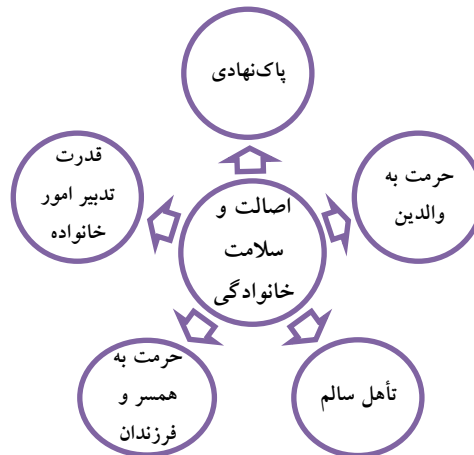 پاک‌نهادی
حرمت به
والدین
قدرت
تدبیر امور
خانواده
اصالت و
سلامت
خانوادگی
تأهل سالم
حرمت به
همسر و
فرزندان